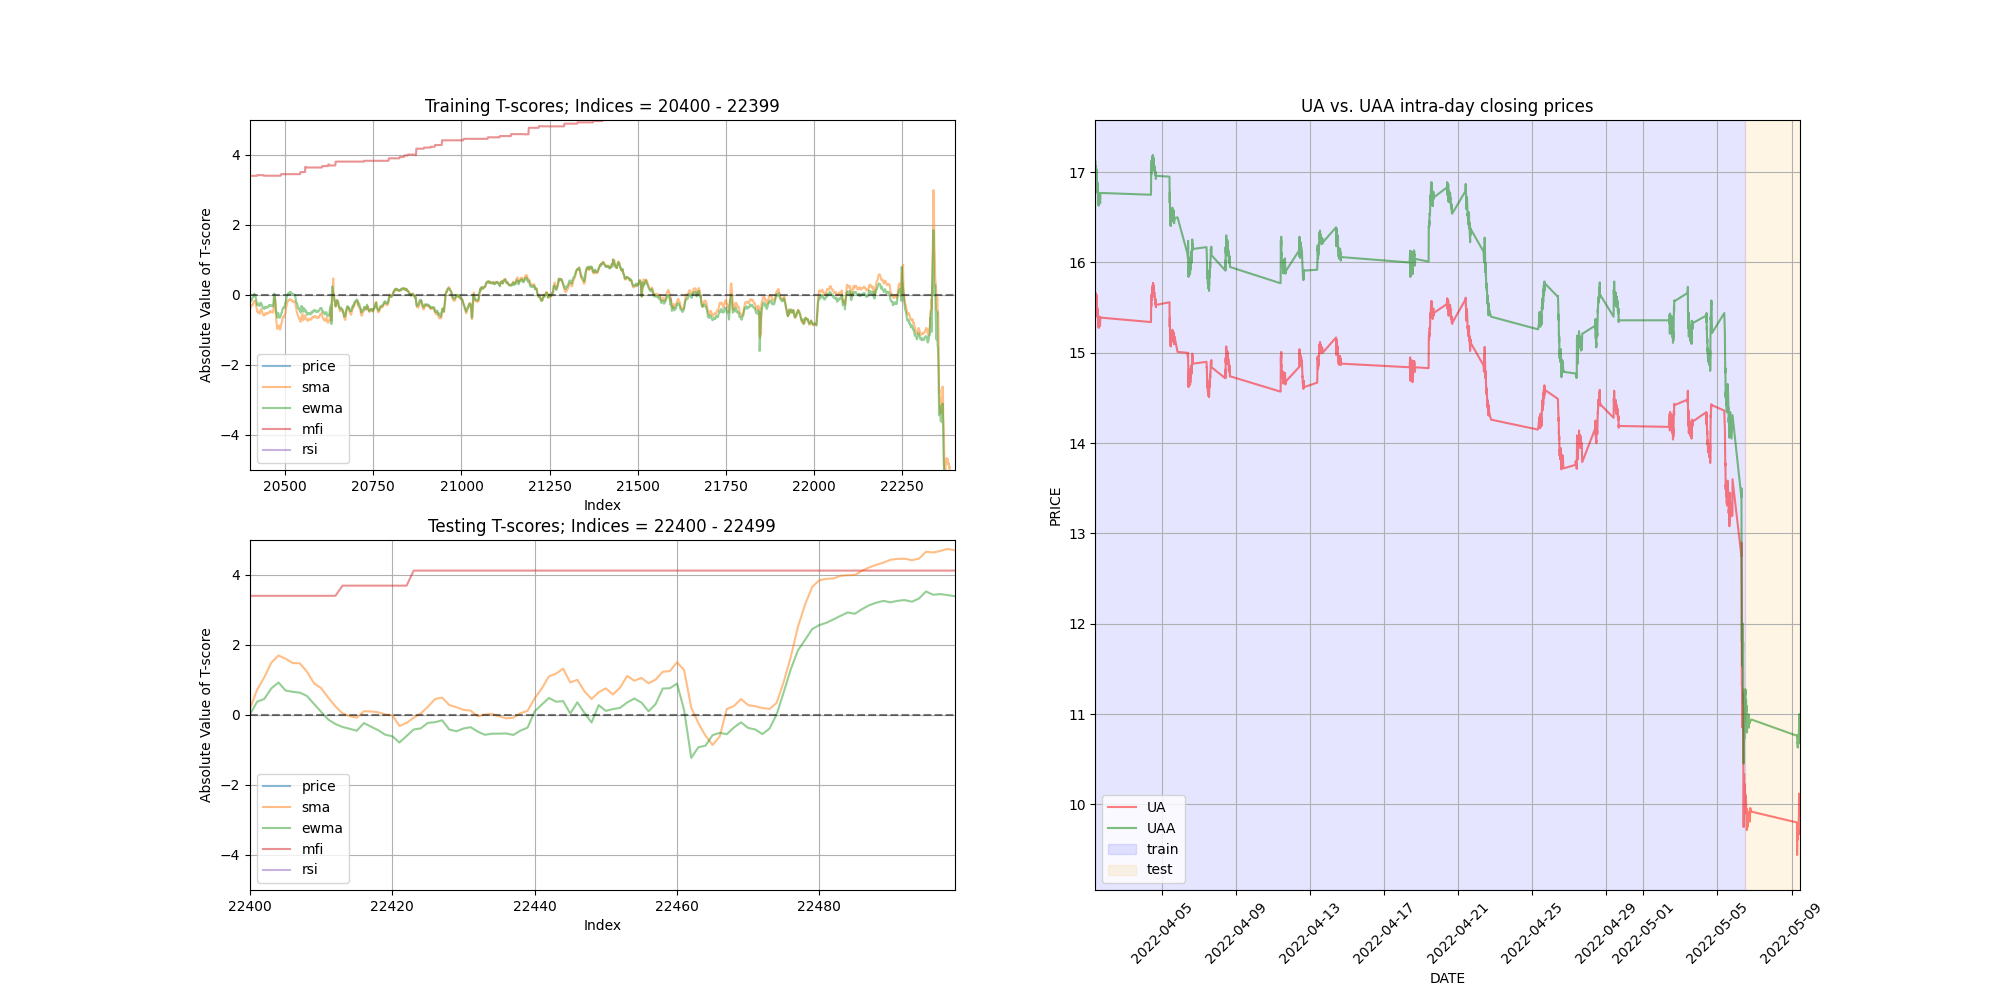 Training T-scores; Indices = 20400 - 22399
Absolute Value of T-score
4
2
0
−2
−4
price
sma
ewma
mfi
rsi
20500 20750 21000 21250 21500 21750 22000 22250
Index
Testing T-scores; Indices = 22400 - 22499
Absolute Value of T-score
4
2
0
−2
−4
price
sma
ewma
mfi
rsi
22400 22420 22440 22460 22480
Index
UA vs. UAA intra-day closing prices
PRICE
17
16
15
14
13
12
11
10
UA
UAA
train
test
2022-04-05 2022-04-09 2022-04-13 2022-04-17 2022-04-21 2022-04-25 2022-04-29 2022-05-01 2022-05-05 2022-05-09
DATE